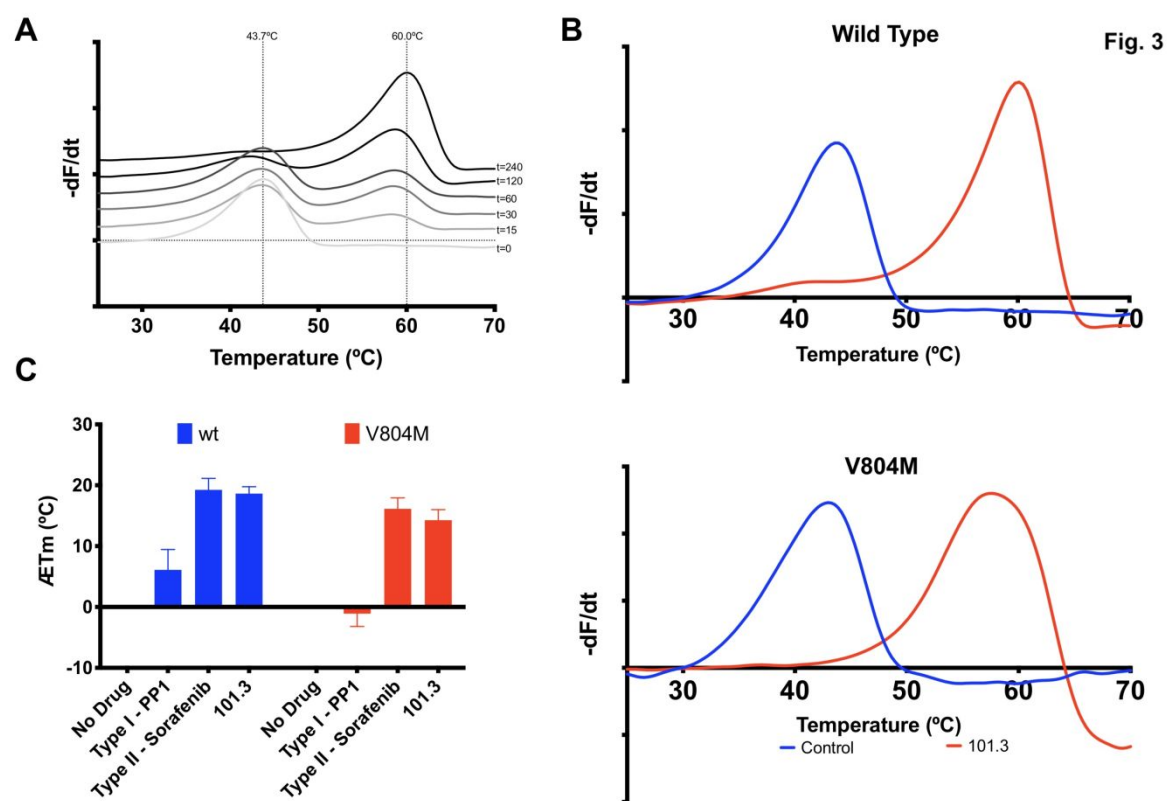 A
43.7ºC
60.0ºC
-dF/dt
t=240
t=120
t=60
t=30
t=15
t=0
30 40 50 60 70
Temperature (ºC)
B
Wild Type
Fig. 3
-dF/dt
30 40 50 60 70
Temperature (ºC)
V804M
-dF/dt
30 40 50 60 70
Temperature (ºC)
Control
101.3
C
wt
V804M
ÆTm (ºC)
30
20
10
0
-10
No Drug
Type I - PP1
Type II - Sorafenib
101.3
No Drug
Type I - PP1
Type II - Sorafenib
101.3